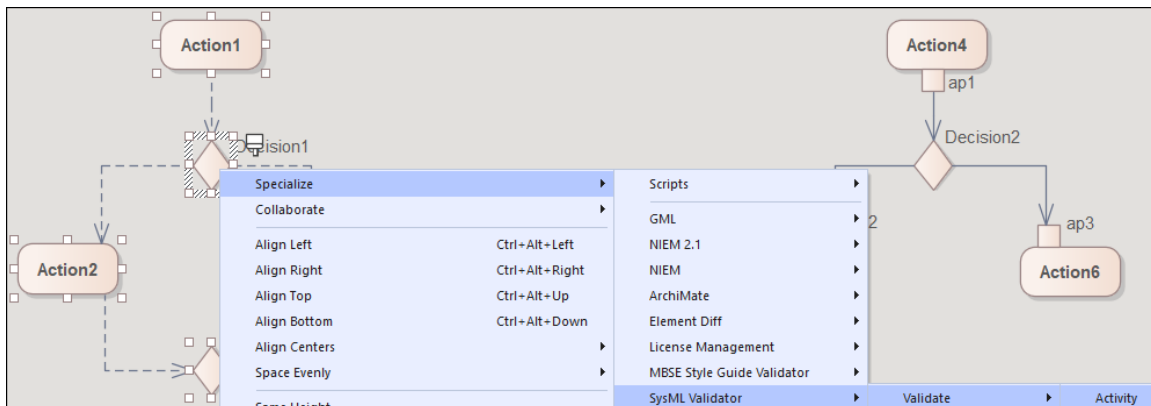 Action1
Action4
ap1
Decision1
Decision2
Specialize
Scripts
Collaborate
GML
2
ap3
Align Left Ctrl+Alt+Left
NIEM 2.1
Action2
Align Right Ctrl+Alt+Right
NIEM
Action6
Align Top Ctrl+Alt+Up
ArchiMate
Align Bottom Ctrl+Alt+Down
Element Diff
Align Centers
License Management
Space Evenly
MBSE Style Guide Validator
Same Height
SysML Validator
Validate
Activity